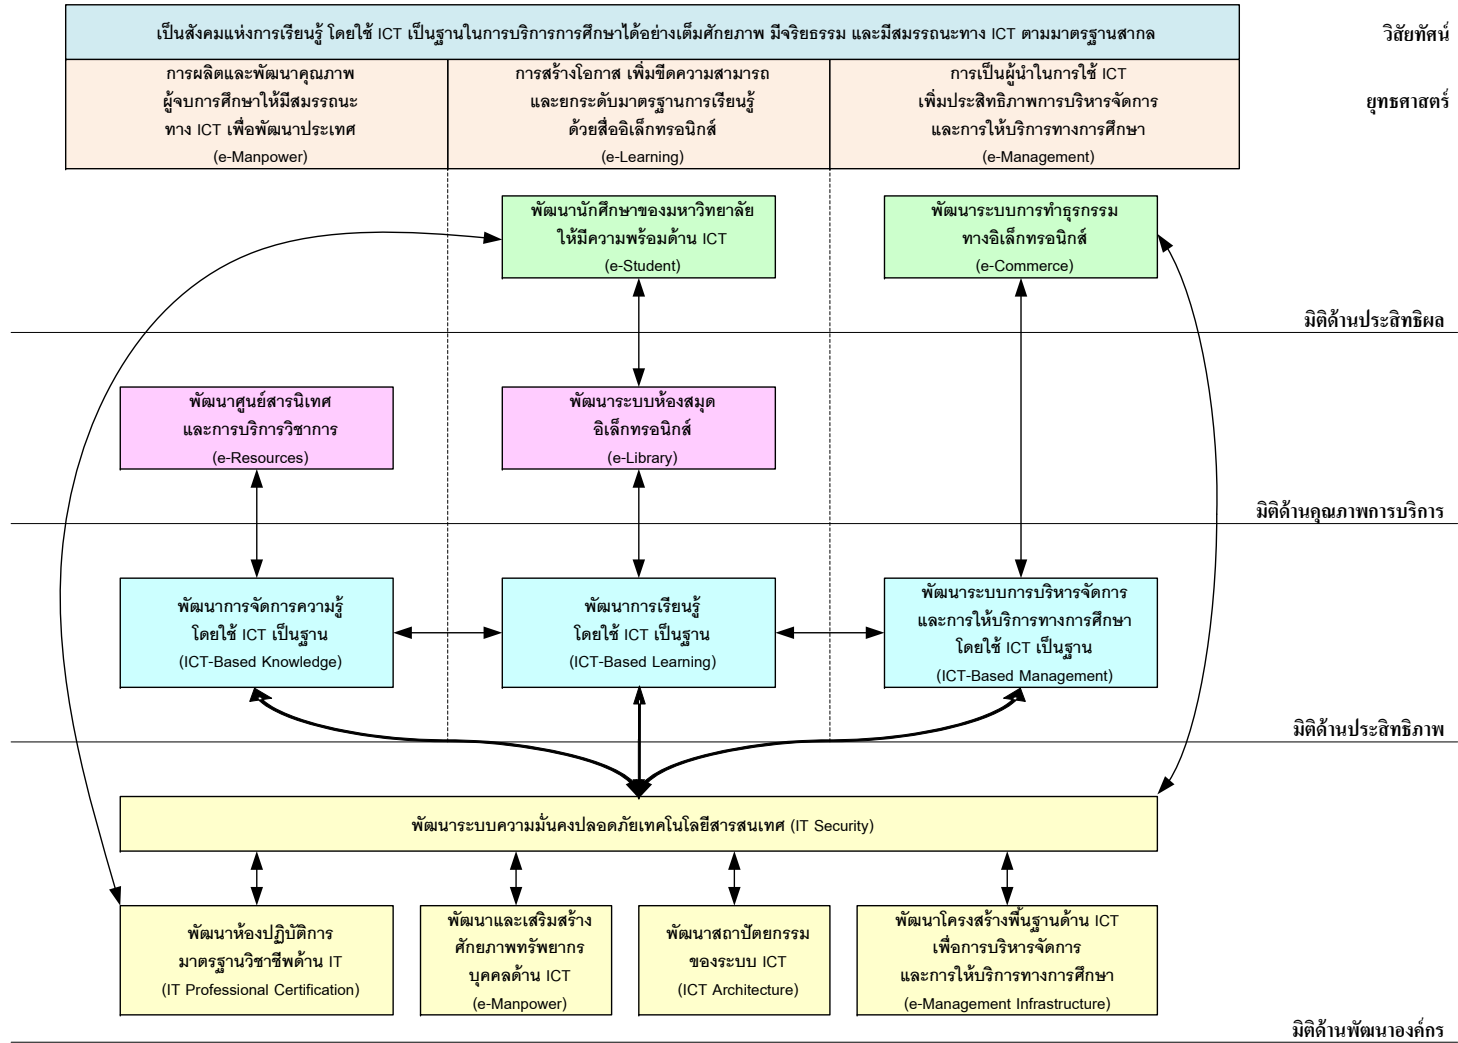 เป็นสังคมแห่งการเรียนรู้ โดยใช้ ICT เป็นฐานในการบริการการศึกษาได้อย่างเต็มศักยภาพ มีจริยธรรม และมีสมรรถนะทาง ICT ตามมาตรฐานสากล
วิสัยทัศน์
การผลิตและพัฒนาคุณภาพ
ผู้จบการศึกษาให้มีสมรรถนะ
ทาง ICT เพื่อพัฒนาประเทศ
(e-Manpower)
การสร้างโอกาส เพิ่มขีดความสามารถ
และยกระดับมาตรฐานการเรียนรู้
ด้วยสื่ออิเล็กทรอนิกส์
(e-Learning)
การเป็นผู้นำในการใช้ ICT
เพิ่มประสิทธิภาพการบริหารจัดการ
และการให้บริการทางการศึกษา
(e-Management)
ยุทธศาสตร์
พัฒนานักศึกษาของมหาวิทยาลัย
ให้มีความพร้อมด้าน ICT
(e-Student)
พัฒนาระบบการทำธุรกรรม
ทางอิเล็กทรอนิกส์
(e-Commerce)
มิติด้านประสิทธิผล
พัฒนาศูนย์สารนิเทศ
และการบริการวิชาการ
(e-Resources)
พัฒนาระบบห้องสมุด
อิเล็กทรอนิกส์
(e-Library)
มิติด้านคุณภาพการบริการ
พัฒนาการจัดการความรู้
โดยใช้ ICT เป็นฐาน
(ICT-Based Knowledge)
พัฒนาการเรียนรู้
โดยใช้ ICT เป็นฐาน
(ICT-Based Learning)
พัฒนาระบบการบริหารจัดการ
และการให้บริการทางการศึกษา
โดยใช้ ICT เป็นฐาน
(ICT-Based Management)
มิติด้านประสิทธิภาพ
พัฒนาระบบความมั่นคงปลอดภัยเทคโนโลยีสารสนเทศ (IT Security)
พัฒนาห้องปฏิบัติการ
มาตรฐานวิชาชีพด้าน IT
(IT Professional Certification)
พัฒนาและเสริมสร้าง
ศักยภาพทรัพยากร
บุคคลด้าน ICT
(e-Manpower)
พัฒนาสถาปัตยกรรม
ของระบบ ICT
(ICT Architecture)
พัฒนาโครงสร้างพื้นฐานด้าน ICT
เพื่อการบริหารจัดการ
และการให้บริการทางการศึกษา
(e-Management Infrastructure)
มิติด้านพัฒนาองค์กร